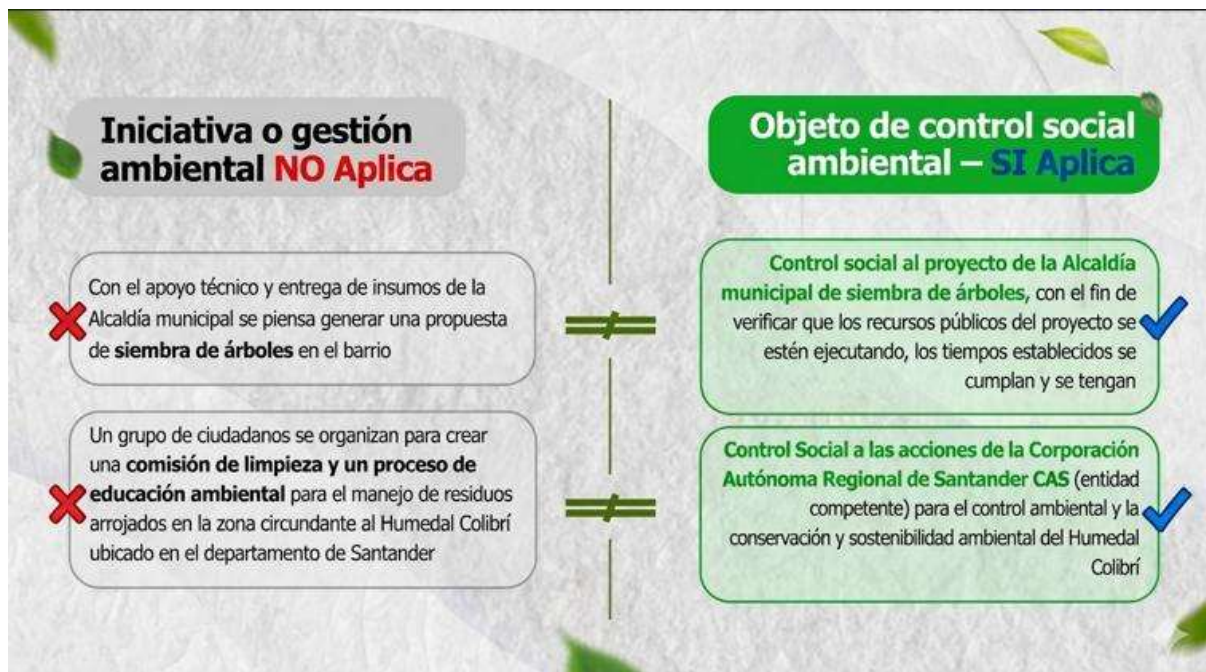 Iniciativa o gestión
ambiental NO Aplica
Con el apoyo técnico y entrega de insumos de la
Alcaldía municipal se piensa generar una propuesta
de siembra de árboles en el barrio
Un grupo de ciudadanos se organizan para crear
una comisión de limpieza y un proceso de
educación ambiental para el manejo de residuos
arrojados en la zona circundante al Humedal Colibrí
ubicado en el departamento de Santander
Objeto de control social
ambiental – SI Aplica
Control social al proyecto de la Alcaldía
municipal de siembra de árboles, con el fin de
verificar que los recursos públicos del proyecto se
estén ejecutando, los tiempos establecidos se
cumplan y se tengan
Control Social a las acciones de la Corporación
Autónoma Regional de Santander CAS (entidad
competente) para el control ambiental y la
conservación y sostenibilidad ambiental del Humedal
Colibrí